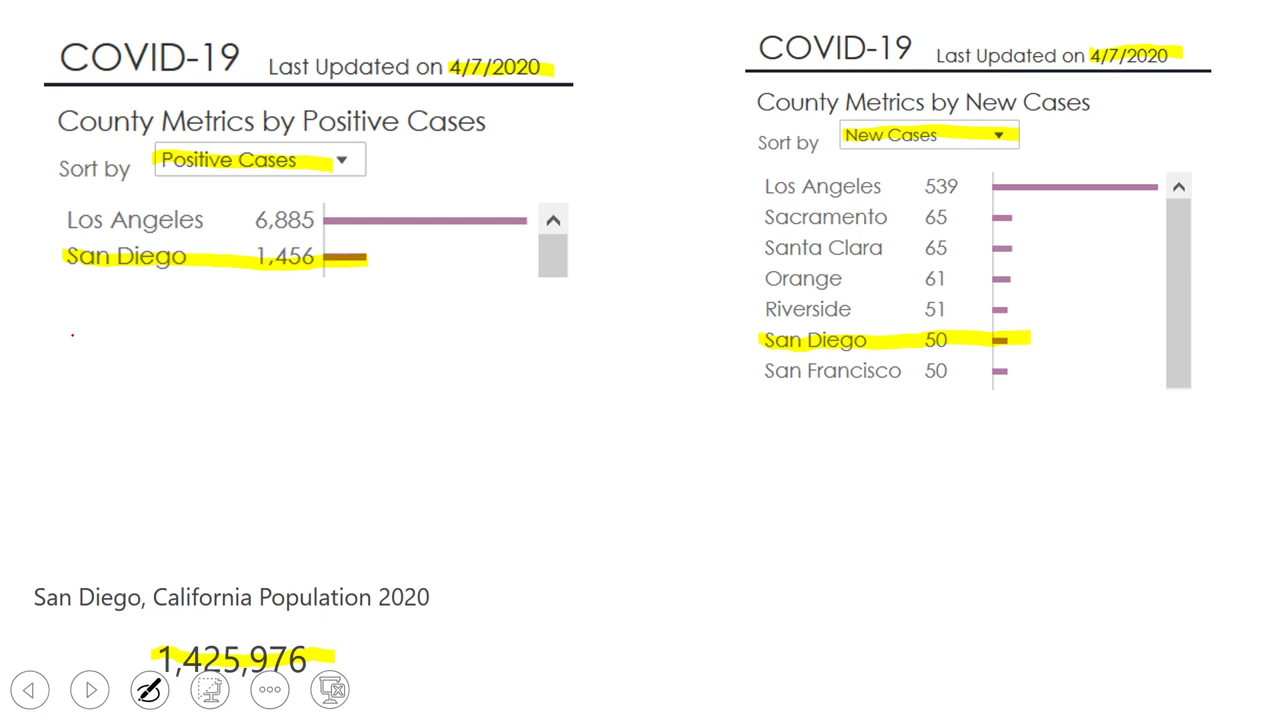 COVID-19 Last Updated on 4/7/2020
County Metrics by Positive Cases
Sort by Positive Cases
Los Angeles 6,885
San Diego 1,456
COVID-19 Last Updated on 4/7/2020
County Metrics by New Cases
Sort by New Cases
Los Angeles 539
Sacramento 65
Santa Clara 65
Orange 61
Riverside 51
San Diego 50
San Francisco 50
San Diego, California Population 2020
1,425,976